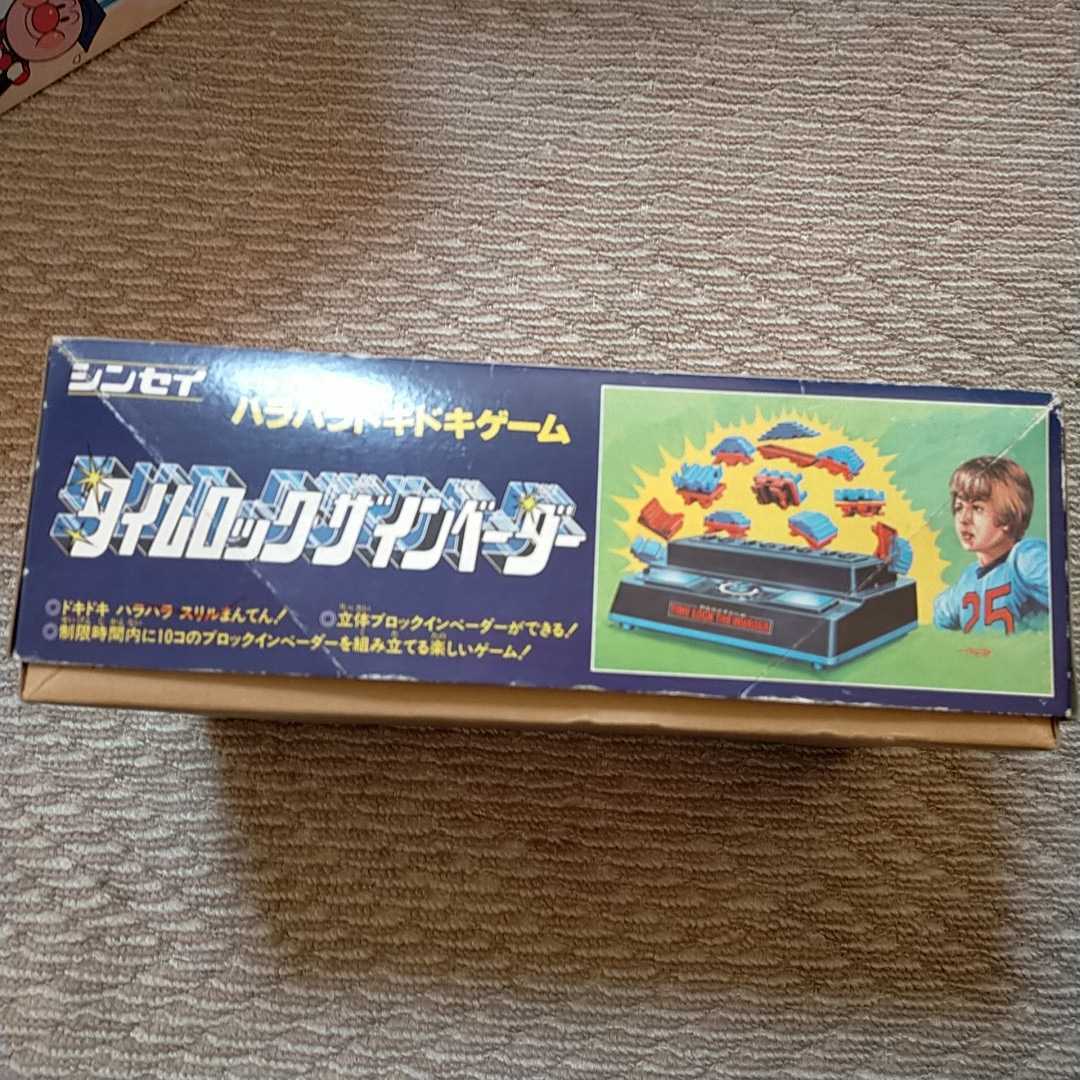 シンセイ
ハラハラドキドキゲーム
タイムロック・ザ・インベーダー
◎ドキドキ ハラハラ スリルまんてん!
◎立体ブロックインベーダーができる!
◎制限時間内に10コのブロックインベーダーを組み立てる楽しいゲーム!
TIME LOCK THE INVADER
25